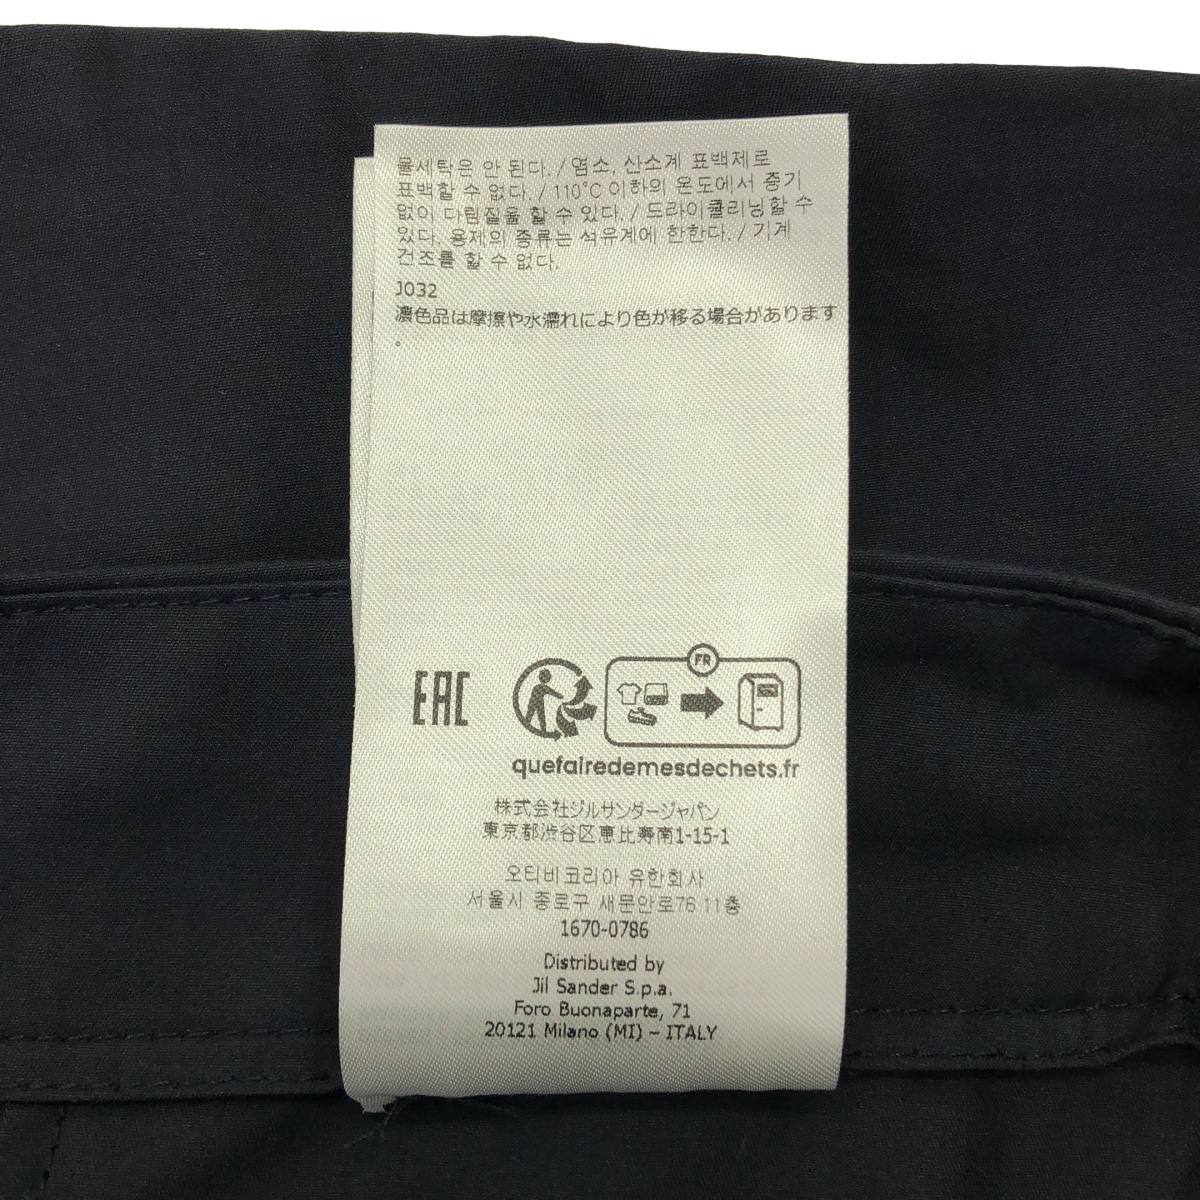 물세탁은 안 된다. / 염소, 산소계 표백제로
표백할 수 없다. / 110°C 이하의 온도에서 증기
없이 다림질을 할 수 있다. / 드라이클리닝할 수
있다. 용제의 종류는 석유계에 한한다. / 기계
건조를 할 수 없다.
J032
濃色品は摩擦や水濡れにより色が移る場合があります
。
EAC
FR
quefairedemesdechets.fr
株式会社ジルサンダージャパン
東京都渋谷区恵比寿南1-15-1
오티비코리아 유한회사
서울시 종로구 새문안로76 11층
1670-0786
Distributed by
Jil Sander S.p.a.
Foro Buonaparte, 71
20121 Milano (MI) – ITALY